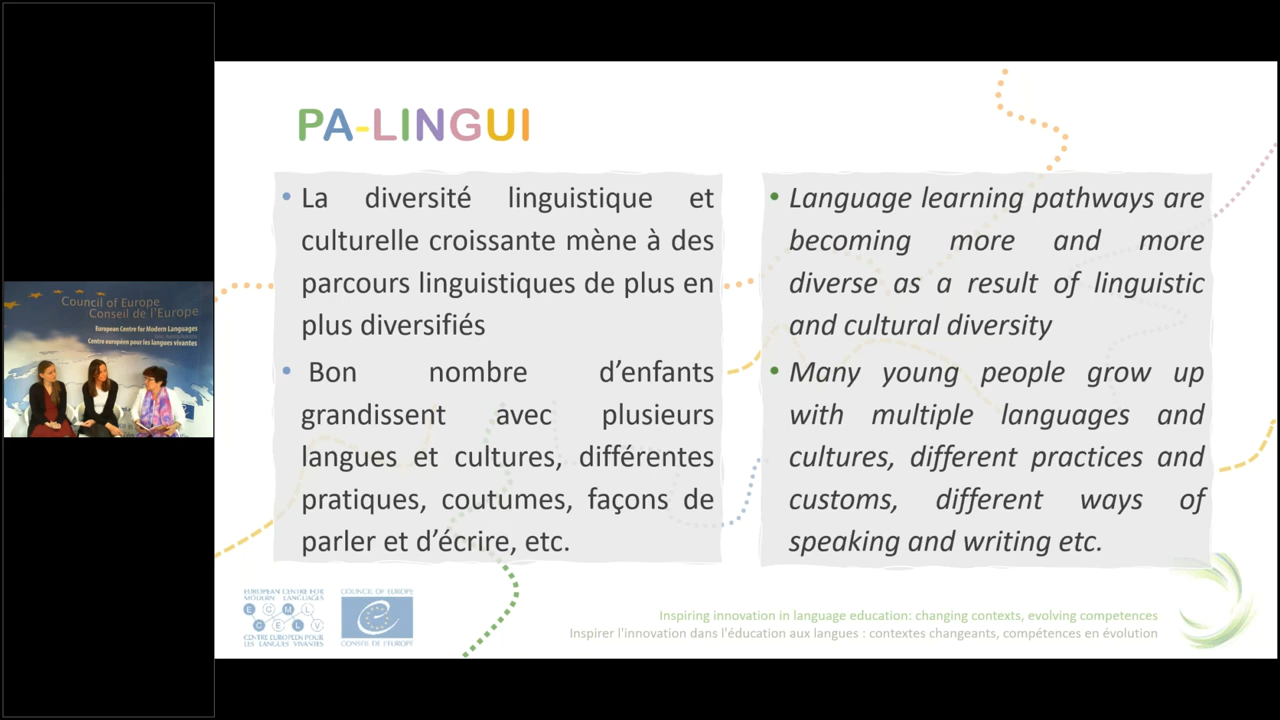 Council of Europe
Conseil de l'Europe
European Centre for Modern Languages
Centre européen pour les langues vivantes
PA-LINGUI
• La diversité linguistique et
culturelle croissante mène à des
parcours linguistiques de plus en
plus diversifiés
• Bon nombre d’enfants
grandissent avec plusieurs
langues et cultures, différentes
pratiques, coutumes, façons de
parler et d’écrire, etc.
• Language learning pathways are
becoming more and more
diverse as a result of linguistic
and cultural diversity
• Many young people grow up
with multiple languages and
cultures, different practices and
customs, different ways of
speaking and writing etc.
EUROPEAN CENTRE FOR
MODERN LANGUAGES
E C M L
C E L V
CENTRE EUROPEEN POUR
LES LANGUES VIVANTES
COUNCIL OF EUROPE
CONSEIL DE L'EUROPE
Inspiring innovation in language education: changing contexts, evolving competences
Inspirer l'innovation dans l'éducation aux langues : contextes changeants, compétences en évolution